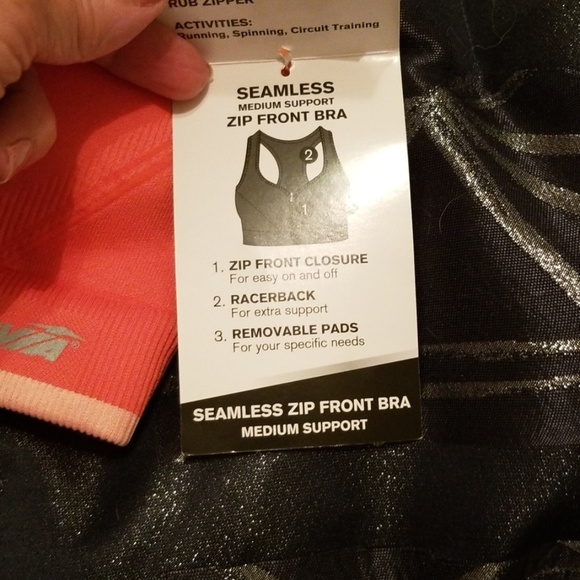 RUB ZIPPER
ACTIVITIES:
Running, Spinning, Circuit Training
SEAMLESS
MEDIUM SUPPORT
ZIP FRONT BRA
2
1
1. ZIP FRONT CLOSURE
For easy on and off
2. RACERBACK
For extra support
3. REMOVABLE PADS
For your specific needs
SEAMLESS ZIP FRONT BRA
MEDIUM SUPPORT